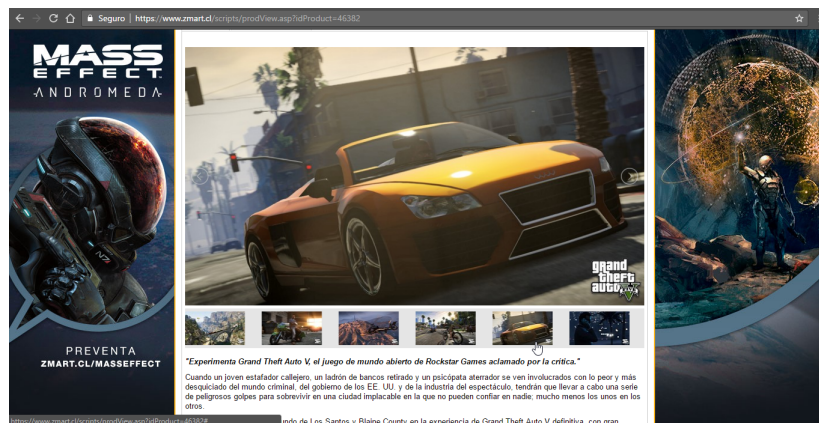 Seguro | https://www.zmart.cl/scripts/prodView.asp?idProduct=46382
MASS
EFFECT
ANDROMEDA
N7
PREVENTA
ZMART.CL/MASSEFFECT
grand
theft
auto
"Experimenta Grand Theft Auto V, el juego de mundo abierto de Rockstar Games aclamado por la crítica."
Cuando un joven estafador callejero, un ladrón de bancos retirado y un psicópata aterrador se ven involucrados con lo peor y más
desquiciado del mundo criminal, del gobierno de los EE. UU. y de la industria del espectáculo, tendrán que llevar a cabo una serie
de peligrosos golpes para sobrevivir en una ciudad implacable en la que no pueden confiar en nadie; mucho menos los unos en los
otros.
https://www.zmart.cl/scripts/prodView.asp?idProduct=46382#
undo de Los Santos y Blaine County en la experiencia de Grand Theft Auto V definitiva, con gran